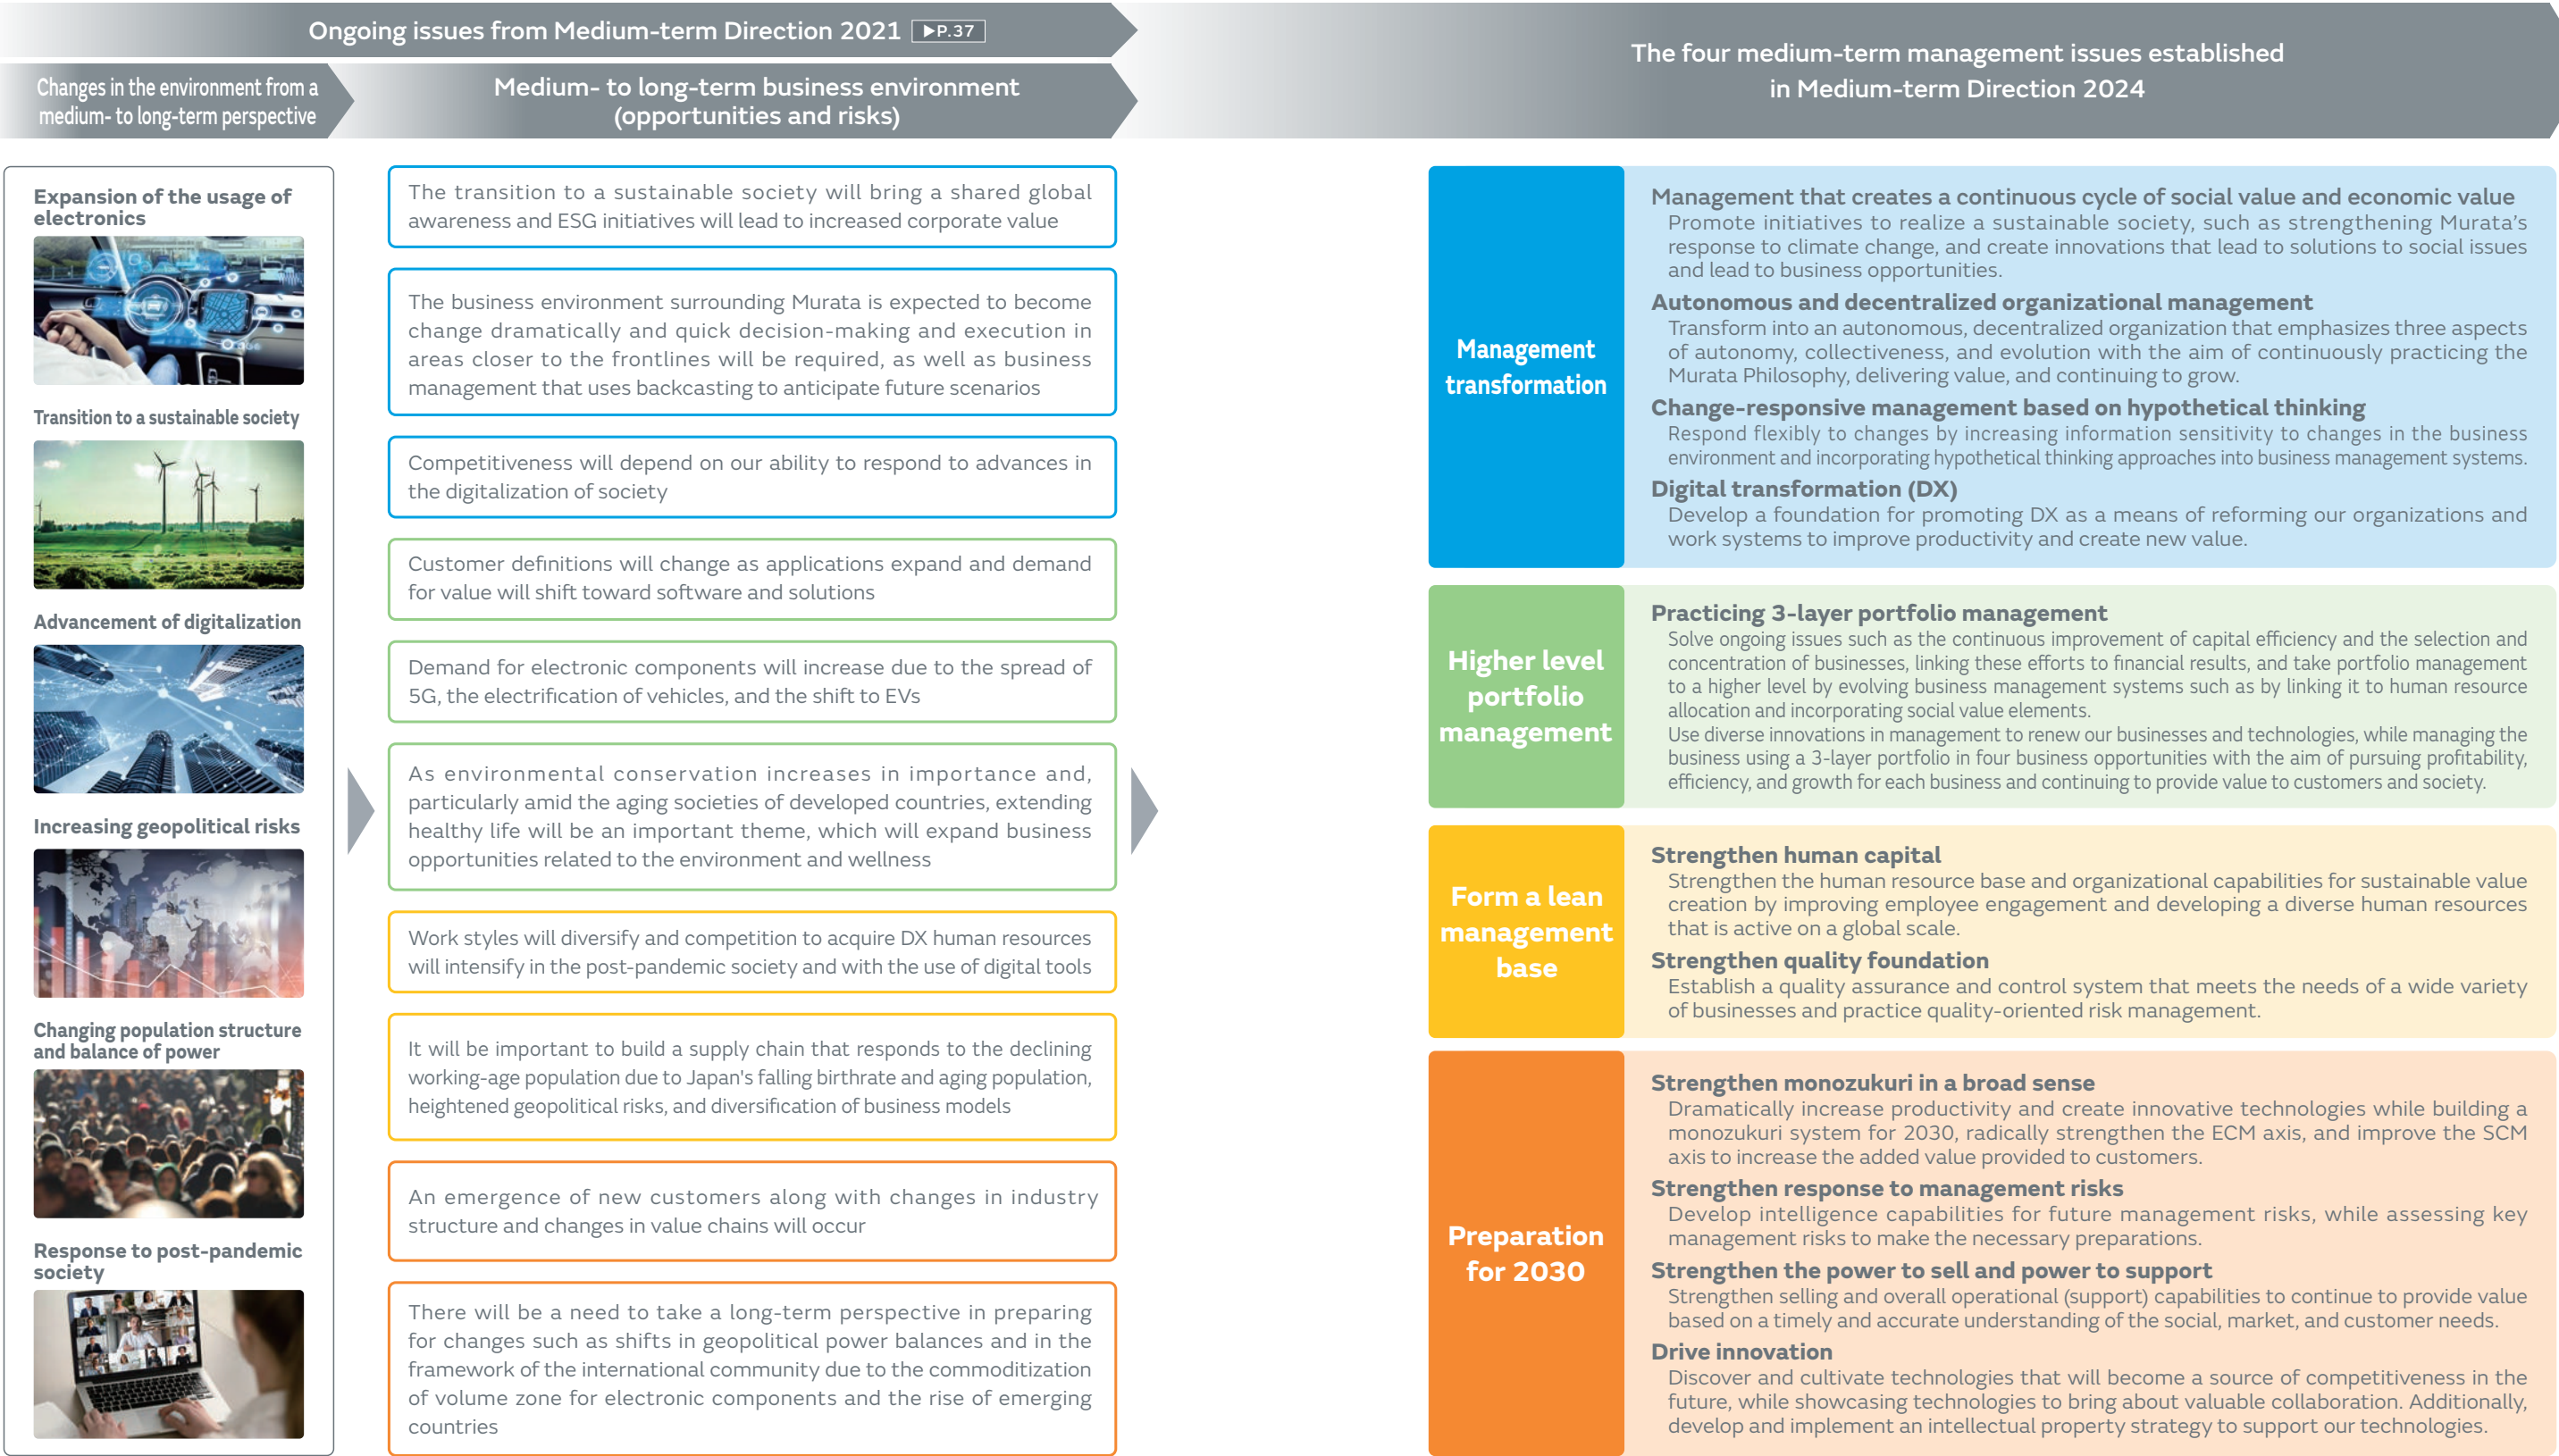 Ongoing issues from Medium-term Direction 2021 ▶P.37
Changes in the environment from a
medium- to long-term perspective
Medium- to long-term business environment
(opportunities and risks)
The four medium-term management issues established
in Medium-term Direction 2024
Expansion of the usage of
electronics
Transition to a sustainable society
Advancement of digitalization
Increasing geopolitical risks
Changing population structure
and balance of power
Response to post-pandemic
society
The transition to a sustainable society will bring a shared global
awareness and ESG initiatives will lead to increased corporate value
The business environment surrounding Murata is expected to become
change dramatically and quick decision-making and execution in
areas closer to the frontlines will be required, as well as business
management that uses backcasting to anticipate future scenarios
Competitiveness will depend on our ability to respond to advances in
the digitalization of society
Customer definitions will change as applications expand and demand
for value will shift toward software and solutions
Demand for electronic components will increase due to the spread of
5G, the electrification of vehicles, and the shift to EVs
As environmental conservation increases in importance and,
particularly amid the aging societies of developed countries, extending
healthy life will be an important theme, which will expand business
opportunities related to the environment and wellness
Work styles will diversify and competition to acquire DX human resources
will intensify in the post-pandemic society and with the use of digital tools
It will be important to build a supply chain that responds to the declining
working-age population due to Japan's falling birthrate and aging population,
heightened geopolitical risks, and diversification of business models
An emergence of new customers along with changes in industry
structure and changes in value chains will occur
There will be a need to take a long-term perspective in preparing
for changes such as shifts in geopolitical power balances and in the
framework of the international community due to the commoditization
of volume zone for electronic components and the rise of emerging
countries
Management
transformation
Management that creates a continuous cycle of social value and economic value
Promote initiatives to realize a sustainable society, such as strengthening Murata's
response to climate change, and create innovations that lead to solutions to social issues
and lead to business opportunities.
Autonomous and decentralized organizational management
Transform into an autonomous, decentralized organization that emphasizes three aspects
of autonomy, collectiveness, and evolution with the aim of continuously practicing the
Murata Philosophy, delivering value, and continuing to grow.
Change-responsive management based on hypothetical thinking
Respond flexibly to changes by increasing information sensitivity to changes in the business
environment and incorporating hypothetical thinking approaches into business management systems.
Digital transformation (DX)
Develop a foundation for promoting DX as a means of reforming our organizations and
work systems to improve productivity and create new value.
Higher level
portfolio
management
Practicing 3-layer portfolio management
Solve ongoing issues such as the continuous improvement of capital efficiency and the selection and
concentration of businesses, linking these efforts to financial results, and take portfolio management
to a higher level by evolving business management systems such as by linking it to human resource
allocation and incorporating social value elements.
Use diverse innovations in management to renew our businesses and technologies, while managing the
business using a 3-layer portfolio in four business opportunities with the aim of pursuing profitability,
efficiency, and growth for each business and continuing to provide value to customers and society.
Form a lean
management
base
Strengthen human capital
Strengthen the human resource base and organizational capabilities for sustainable value
creation by improving employee engagement and developing a diverse human resources
that is active on a global scale.
Strengthen quality foundation
Establish a quality assurance and control system that meets the needs of a wide variety
of businesses and practice quality-oriented risk management.
Preparation
for 2030
Strengthen monozukuri in a broad sense
Dramatically increase productivity and create innovative technologies while building a
monozukuri system for 2030, radically strengthen the ECM axis, and improve the SCM
axis to increase the added value provided to customers.
Strengthen response to management risks
Develop intelligence capabilities for future management risks, while assessing key
management risks to make the necessary preparations.
Strengthen the power to sell and power to support
Strengthen selling and overall operational (support) capabilities to continue to provide value
based on a timely and accurate understanding of the social, market, and customer needs.
Drive innovation
Discover and cultivate technologies that will become a source of competitiveness in the
future, while showcasing technologies to bring about valuable collaboration. Additionally,
develop and implement an intellectual property strategy to support our technologies.